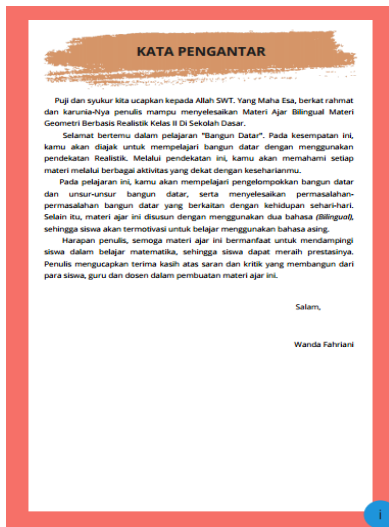 KATA PENGANTAR
Puji dan syukur kita ucapkan kepada Allah SWT. Yang Maha Esa, berkat rahmat
dan karunia-Nya penulis mampu menyelesaikan Materi Ajar Bilingual Materi
Geometri Berbasis Realistik Kelas II Di Sekolah Dasar.
Selamat bertemu dalam pelajaran "Bangun Datar". Pada kesempatan ini,
kamu akan diajak untuk mempelajari bangun datar dengan menggunakan
pendekatan Realistik. Melalui pendekatan ini, kamu akan memahami setiap
materi melalui berbagai aktivitas yang dekat dengan keseharianmu.
Pada pelajaran ini, kamu akan mempelajari pengelompokkan bangun datar
dan unsur-unsur bangun datar, serta menyelesaikan permasalahan-
permasalahan bangun datar yang berkaitan dengan kehidupan sehari-hari.
Selain itu, materi ajar ini disusun dengan menggunakan dua bahasa (Bilingual),
sehingga siswa akan termotivasi untuk belajar menggunakan bahasa asing.
Harapan penulis, semoga materi ajar ini bermanfaat untuk mendampingi
siswa dalam belajar matematika, sehingga siswa dapat meraih prestasinya.
Penulis mengucapkan terima kasih atas saran dan kritik yang membangun dari
para siswa, guru dan dosen dalam pembuatan materi ajar ini.
Salam,
Wanda Fahriani
i